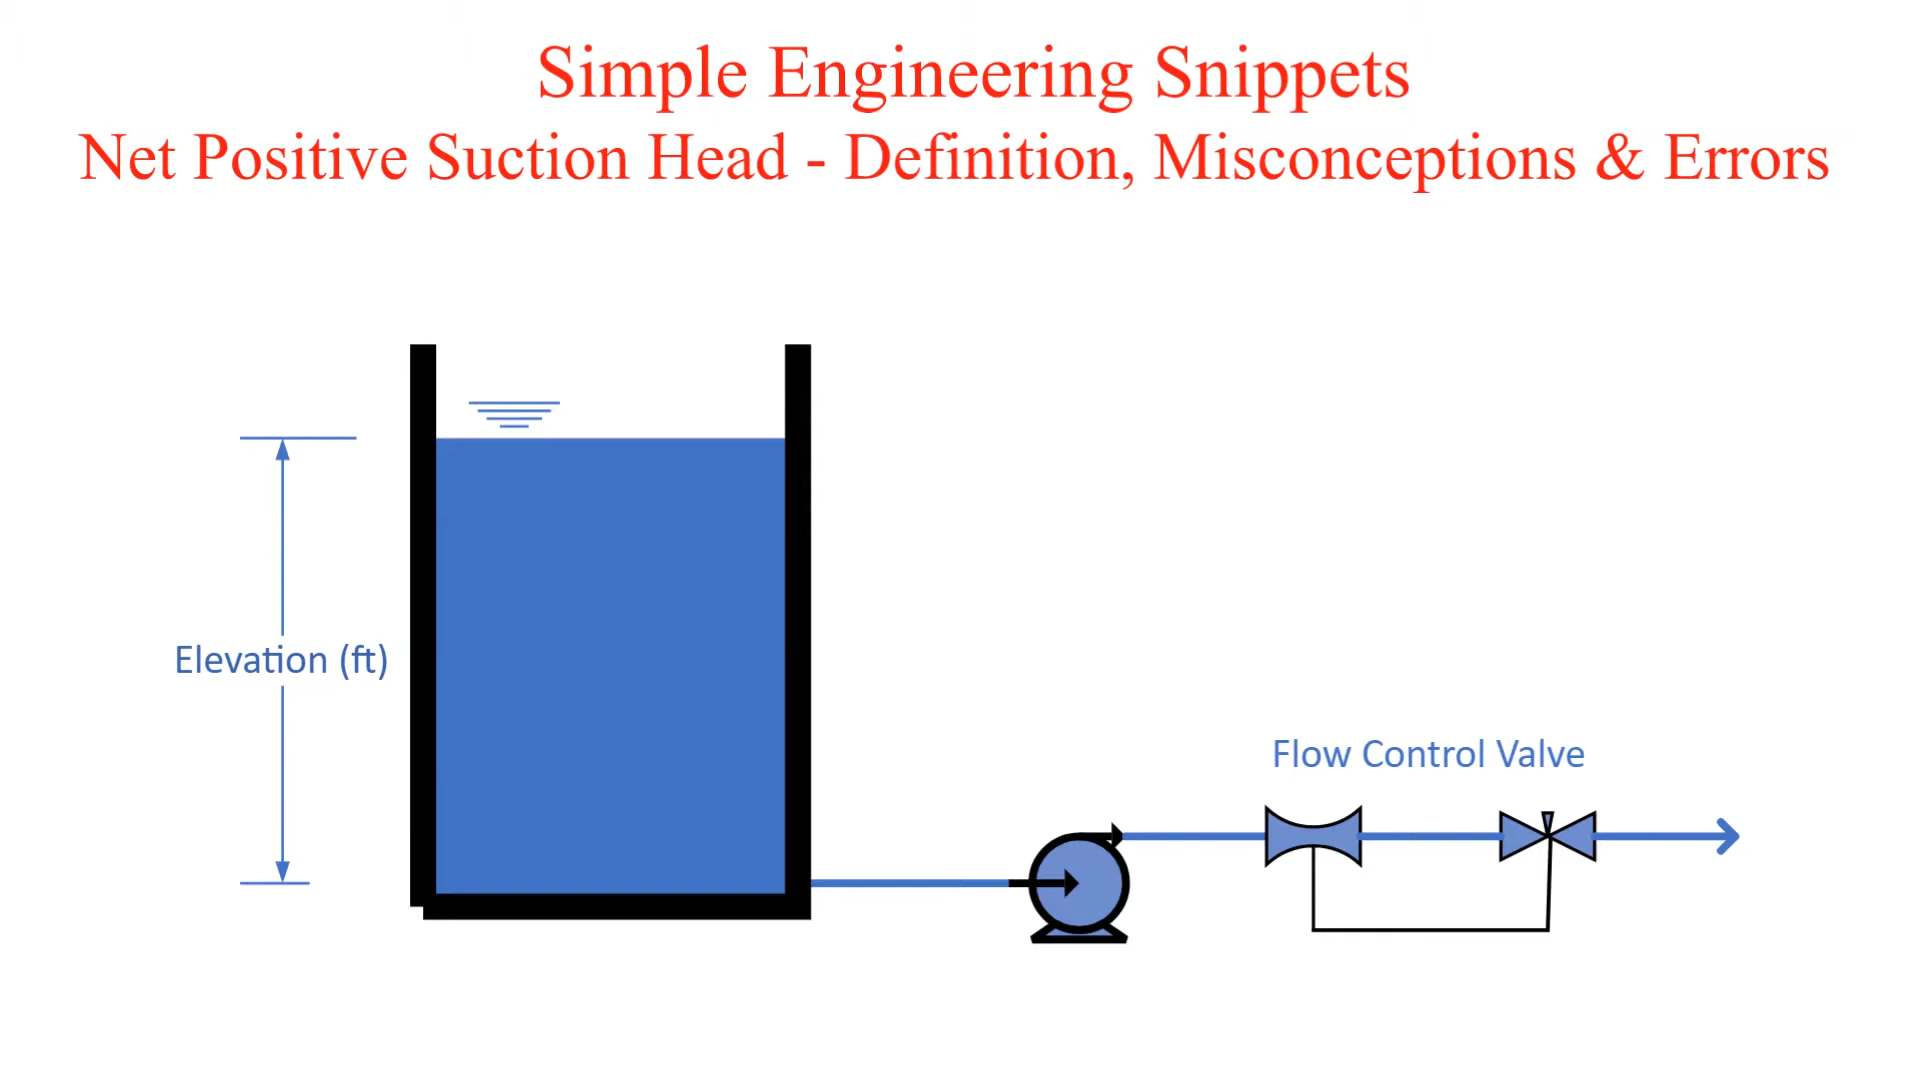 Simple Engineering Snippets
Net Positive Suction Head - Definition, Misconceptions & Errors
Elevation (ft)
Flow Control Valve